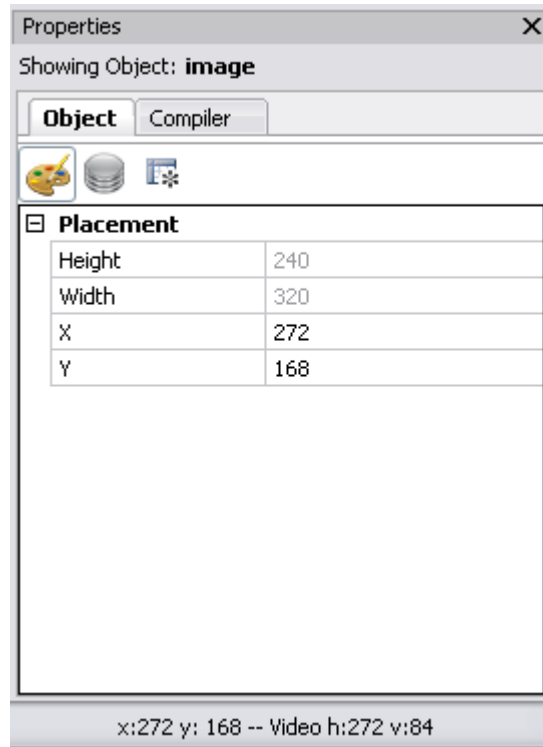 Properties
Showing Object: image
Object Compiler
Placement
Height 240
Width 320
X 272
Y 168
x:272 y: 168 -- Video h:272 v:84